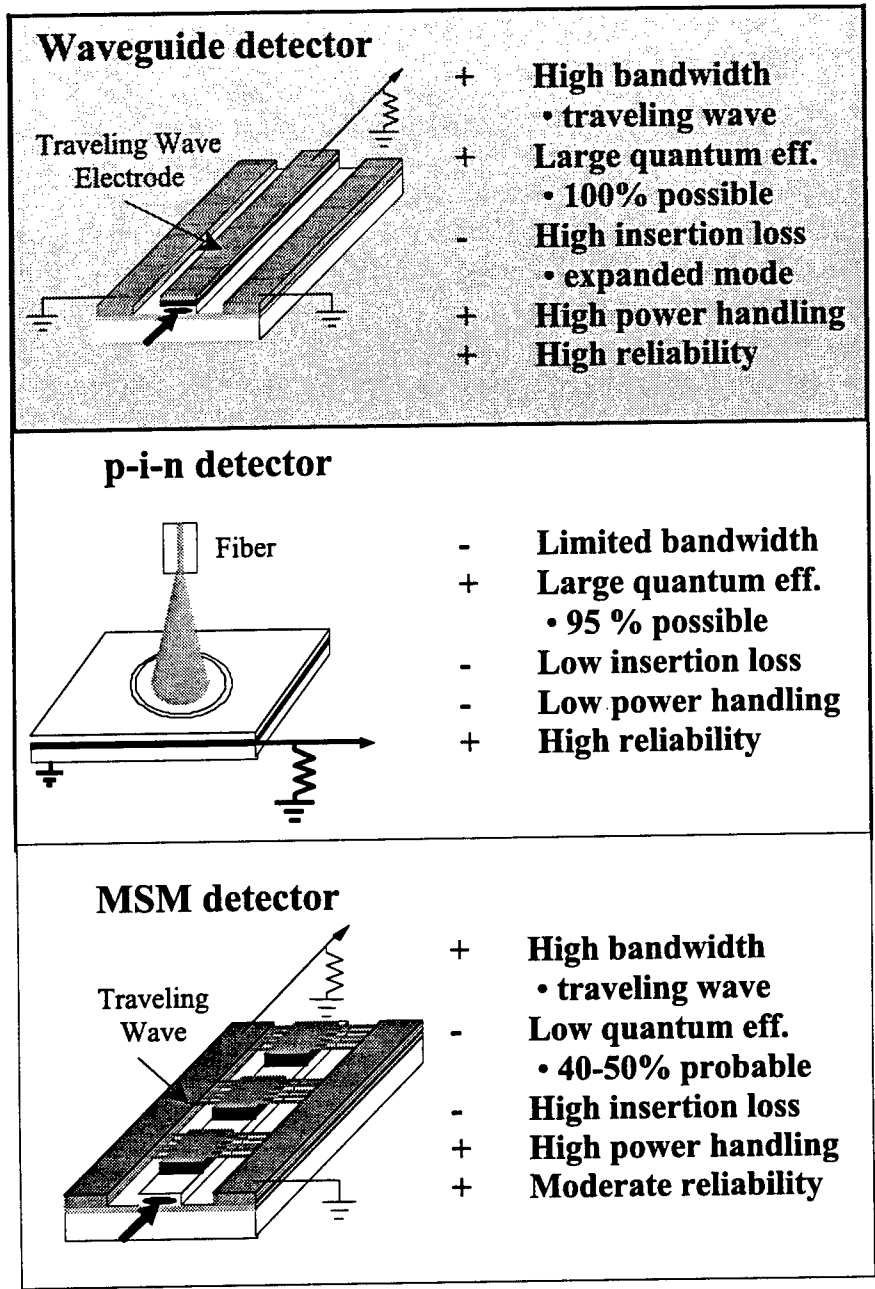 Waveguide detector
Traveling Wave
Electrode
+ High bandwidth
• traveling wave
+ Large quantum eff.
• 100% possible
- High insertion loss
• expanded mode
+ High power handling
+ High reliability
p-i-n detector
Fiber
- Limited bandwidth
+ Large quantum eff.
• 95 % possible
- Low insertion loss
- Low power handling
+ High reliability
MSM detector
Traveling
Wave
+ High bandwidth
• traveling wave
- Low quantum eff.
• 40-50% probable
- High insertion loss
+ High power handling
+ Moderate reliability